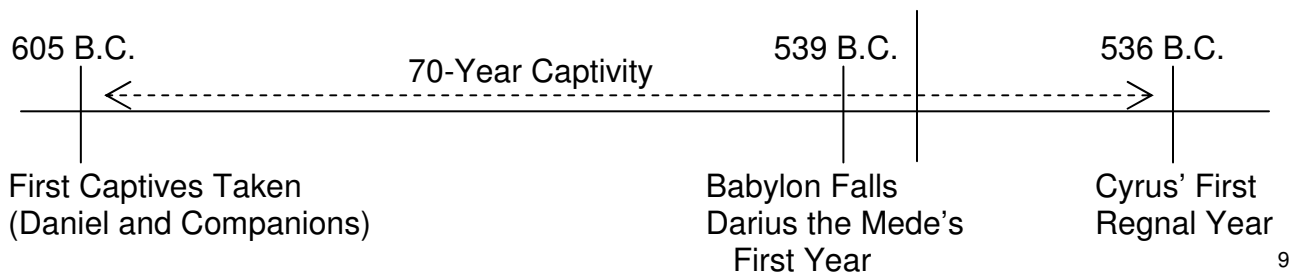 605 B.C.
539 B.C.
536 B.C.
70-Year Captivity
First Captives Taken
(Daniel and Companions)
Babylon Falls
Darius the Mede's
First Year
Cyrus' First
Regnal Year
9